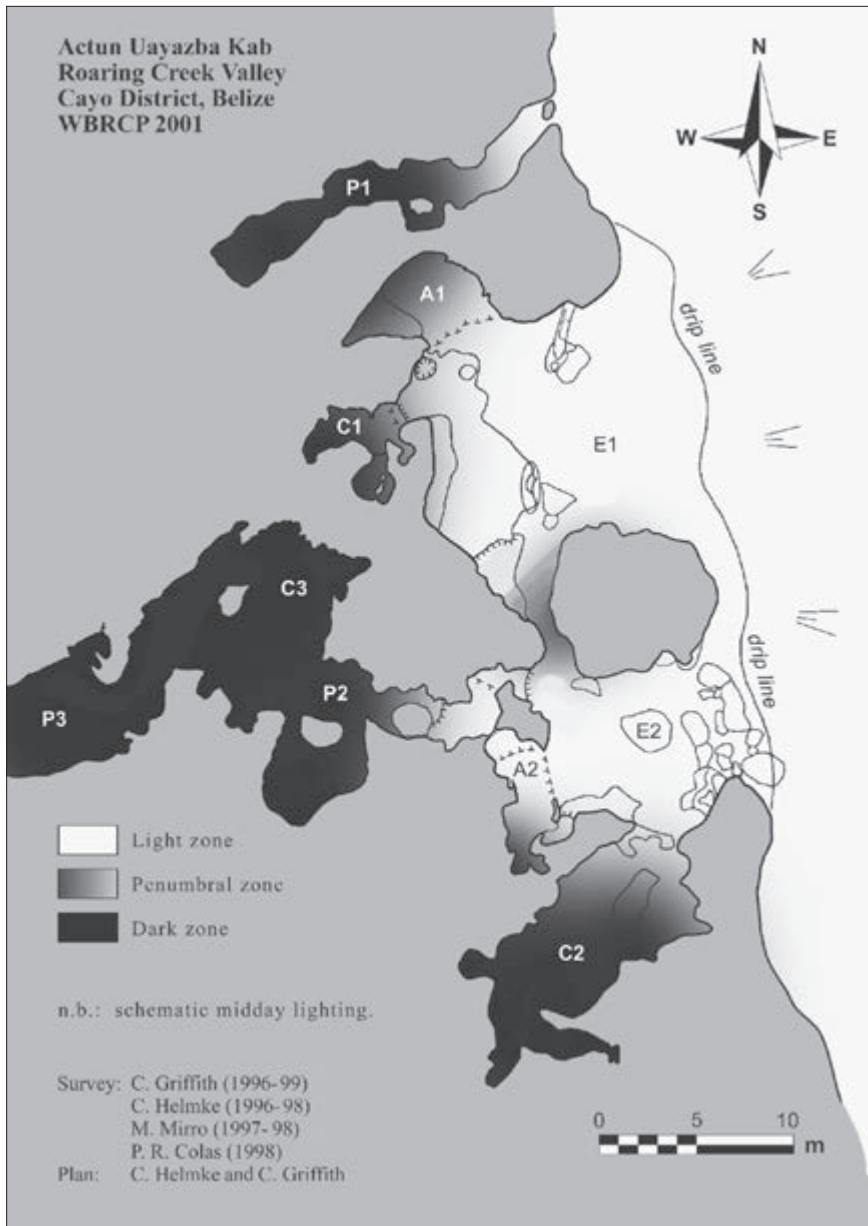 Actun Uayazba Kab
Roaring Creek Valley
Cayo District, Belize
WBRCP 2001
N
W E
S
P1
A1
drip line
C1
E1
C3
drip line
P2
P3
E2
A2
Light zone
Penumbral zone
Dark zone
C2
n.b.: schematic midday lighting.
Survey: C. Griffith (1996-99)
C. Helmke (1996-98)
M. Mirro (1997-98)
P. R. Colas (1998)
Plan: C. Helmke and C. Griffith
0 5 10
m